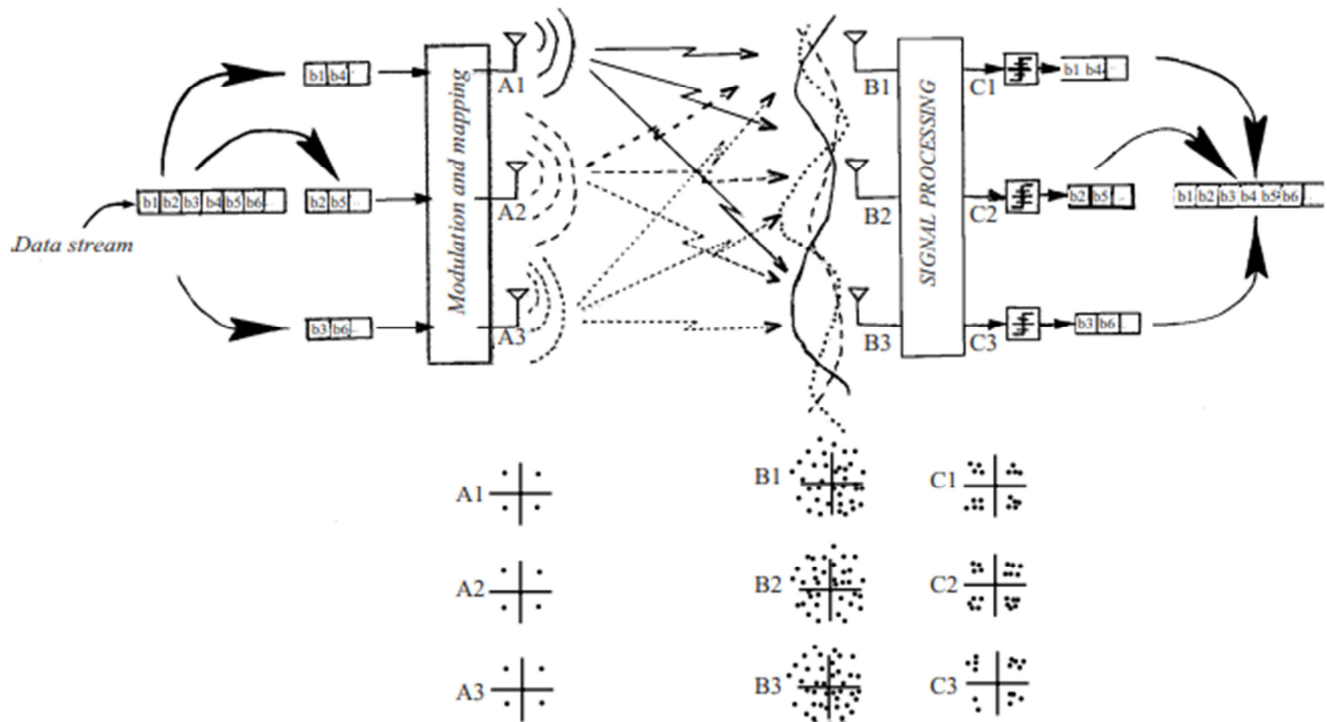 b1 b4 ..
Modulation and mapping
A1
B1
SIGNAL PROCESSING
C1
b1 b4 ..
b1 b2 b3 b4 b5 b6 ..
b2 b5 ..
A2
B2
C2
b2 b5 ..
b1 b2 b3 b4 b5 b6 ..
Data stream
b3 b6 ..
A3
B3
C3
b3 b6 ..
A1
B1
C1
A2
B2
C2
A3
B3
C3